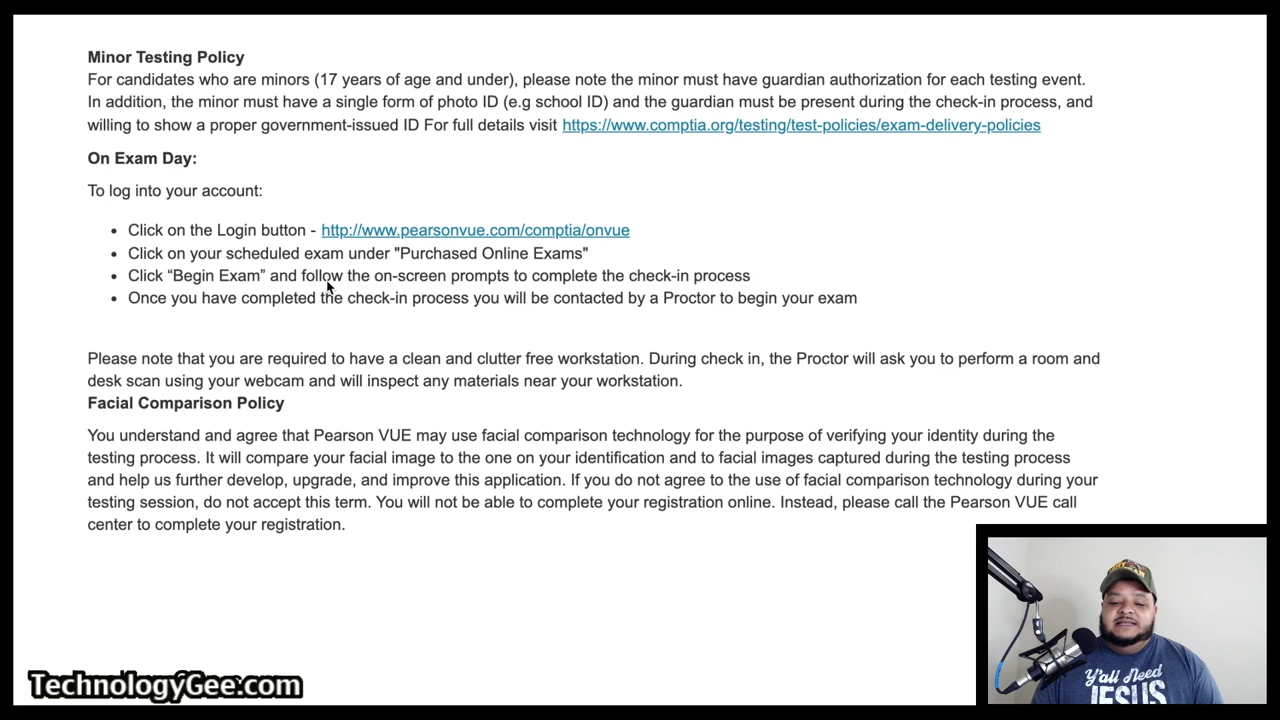 Minor Testing Policy
For candidates who are minors (17 years of age and under), please note the minor must have guardian authorization for each testing event.
In addition, the minor must have a single form of photo ID (e.g school ID) and the guardian must be present during the check-in process, and
willing to show a proper government-issued ID For full details visit https://www.comptia.org/testing/test-policies/exam-delivery-policies
On Exam Day:
To log into your account:
• Click on the Login button - http://www.pearsonvue.com/comptia/onvue
• Click on your scheduled exam under "Purchased Online Exams"
• Click “Begin Exam” and follow the on-screen prompts to complete the check-in process
• Once you have completed the check-in process you will be contacted by a Proctor to begin your exam
Please note that you are required to have a clean and clutter free workstation. During check in, the Proctor will ask you to perform a room and
desk scan using your webcam and will inspect any materials near your workstation.
Facial Comparison Policy
You understand and agree that Pearson VUE may use facial comparison technology for the purpose of verifying your identity during the
testing process. It will compare your facial image to the one on your identification and to facial images captured during the testing process
and help us further develop, upgrade, and improve this application. If you do not agree to the use of facial comparison technology during your
testing session, do not accept this term. You will not be able to complete your registration online. Instead, please call the Pearson VUE call
center to complete your registration.
TechnologyGee.com
Y'all Need
JESUS